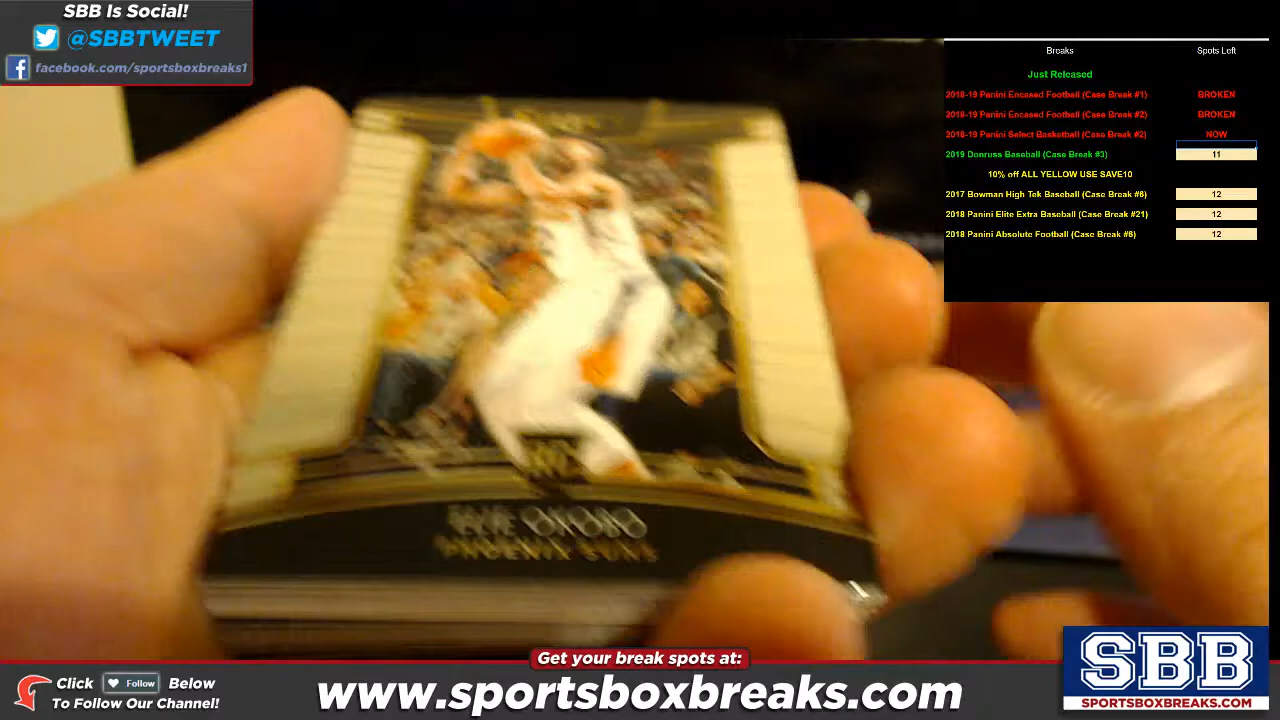 SBB Is Social!
@SBBTWEET
facebook.com/sportsboxbreaks1
Breaks Spots Left
Just Released
2018-19 Panini Encased Football (Case Break #1) BROKEN
2018-19 Panini Encased Football (Case Break #2) BROKEN
2018-19 Panini Select Basketball (Case Break #2) NOW
2019 Donruss Baseball (Case Break #3) 11
10% off ALL YELLOW USE SAVE10
2017 Bowman High Tek Baseball (Case Break #6) 12
2018 Panini Elite Extra Baseball (Case Break #21) 12
2018 Panini Absolute Football (Case Break #6) 12
OKOBO
PHOENIX SUNS
Get your break spots at:
Click Follow Below
To Follow Our Channel!
www.sportsboxbreaks.com
SBB
SPORTSBOXBREAKS.COM